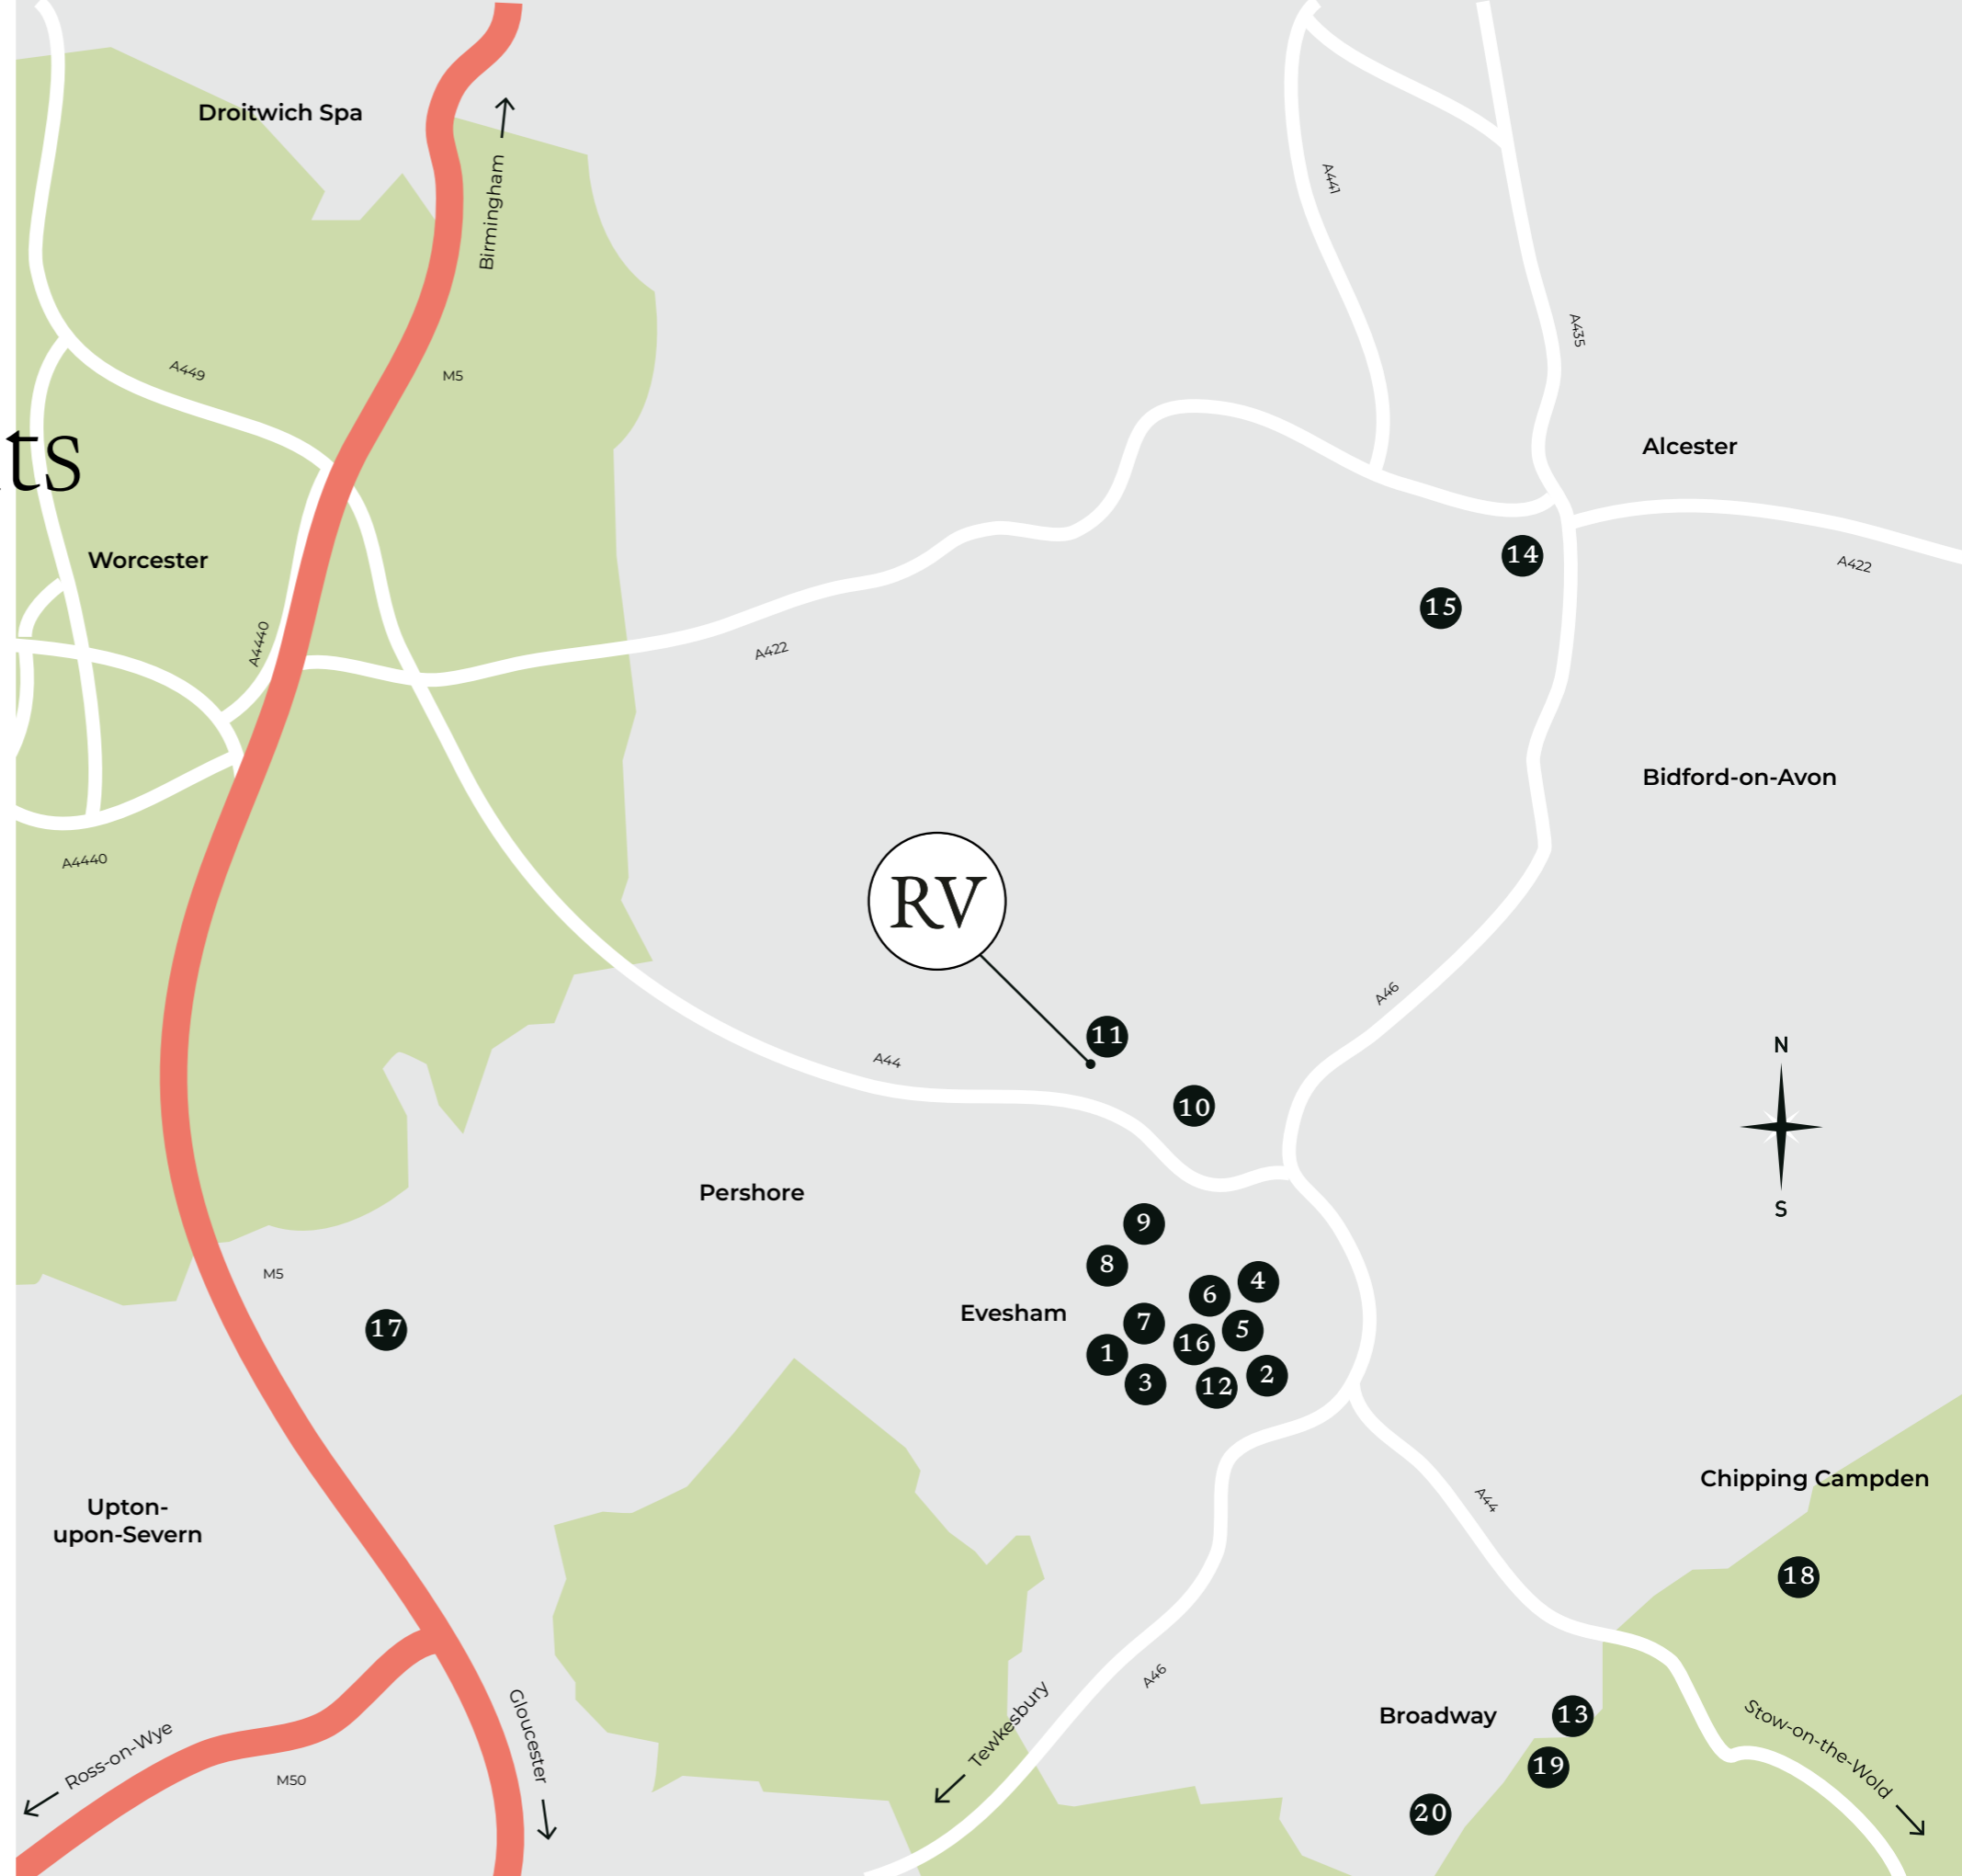 Droitwich Spa
Birmingham
A441
A435
A449
M5
ts
Alcester
Worcester
14
A422
15
A4440
A422
Bidford-on-Avon
A4440
RV
A46
11
N
A44
10
Pershore
S
9
8
M5
4
6
Evesham
7
5
17
16
1
2
3
12
Chipping Campden
A44
Upton-
upon-Severn
18
A46
Broadway
13
Gloucester
Tewkesbury
Stow-on-the-Wold
Ross-on-Wye
19
M50
20